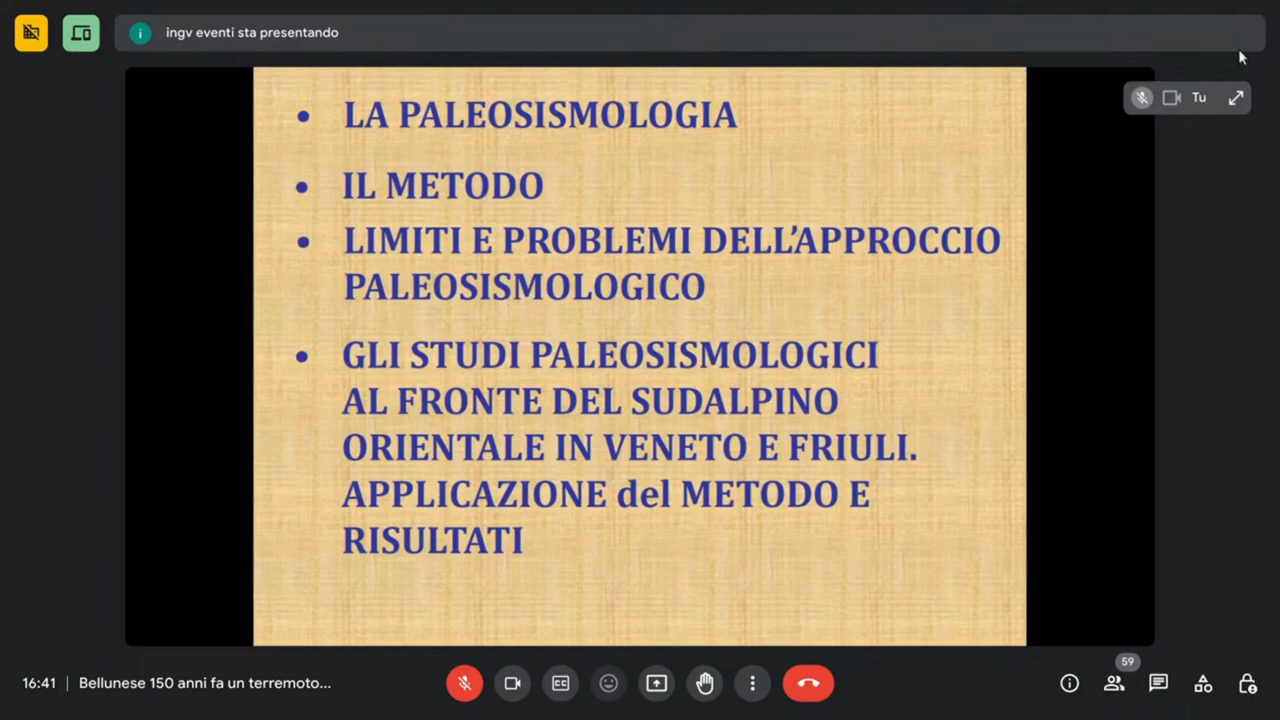 ingv eventi sta presentando
Tu
• LA PALEOSISMOLOGIA
• IL METODO
• LIMITI E PROBLEMI DELL'APPROCCIO
PALEOSISMOLOGICO
• GLI STUDI PALEOSISMOLOGICI
AL FRONTE DEL SUDALPINO
ORIENTALE IN VENETO E FRIULI.
APPLICAZIONE del METODO E
RISULTATI
59
16:41 | Bellunese 150 anni fa un terremoto...